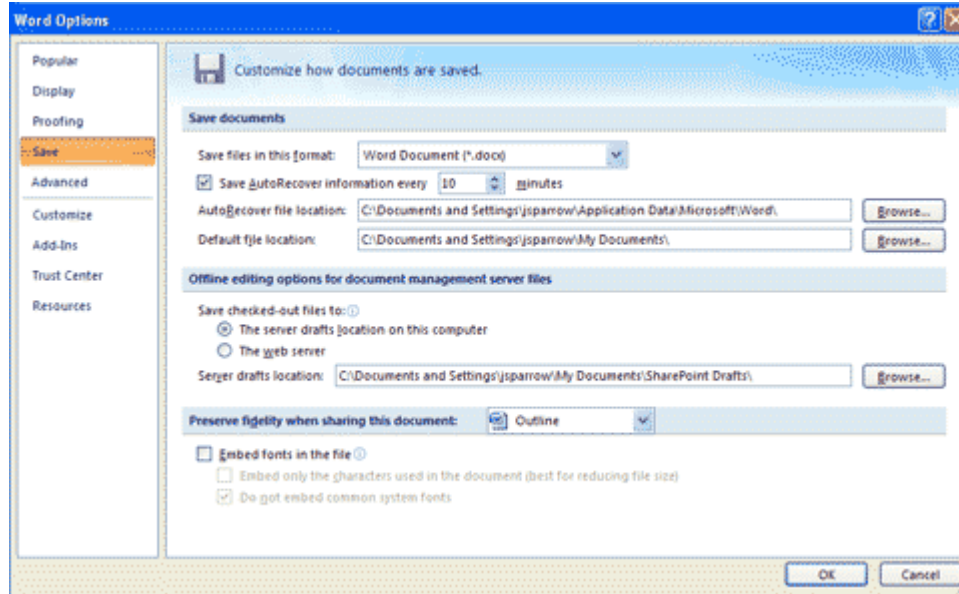 Word Options
Popular
Display
Proofing
Save
Advanced
Customize
Add-Ins
Trust Center
Resources
Customize how documents are saved.
Save documents
Save files in this format: Word Document (*.docx)
Save AutoRecover information every 10 minutes
AutoRecover file location: C:\Documents and Settings\jsparrow\Application Data\Microsoft\Word\ Browse...
Default file location: C:\Documents and Settings\jsparrow\My Documents\ Browse...
Offline editing options for document management server files
Save checked-out files to:
The server drafts location on this computer
The web server
Server drafts location: C:\Documents and Settings\jsparrow\My Documents\SharePoint Drafts\ Browse...
Preserve fidelity when sharing this document: Outline
Embed fonts in the file
Embed only the characters used in the document (best for reducing file size)
Do not embed common system fonts
OK Cancel